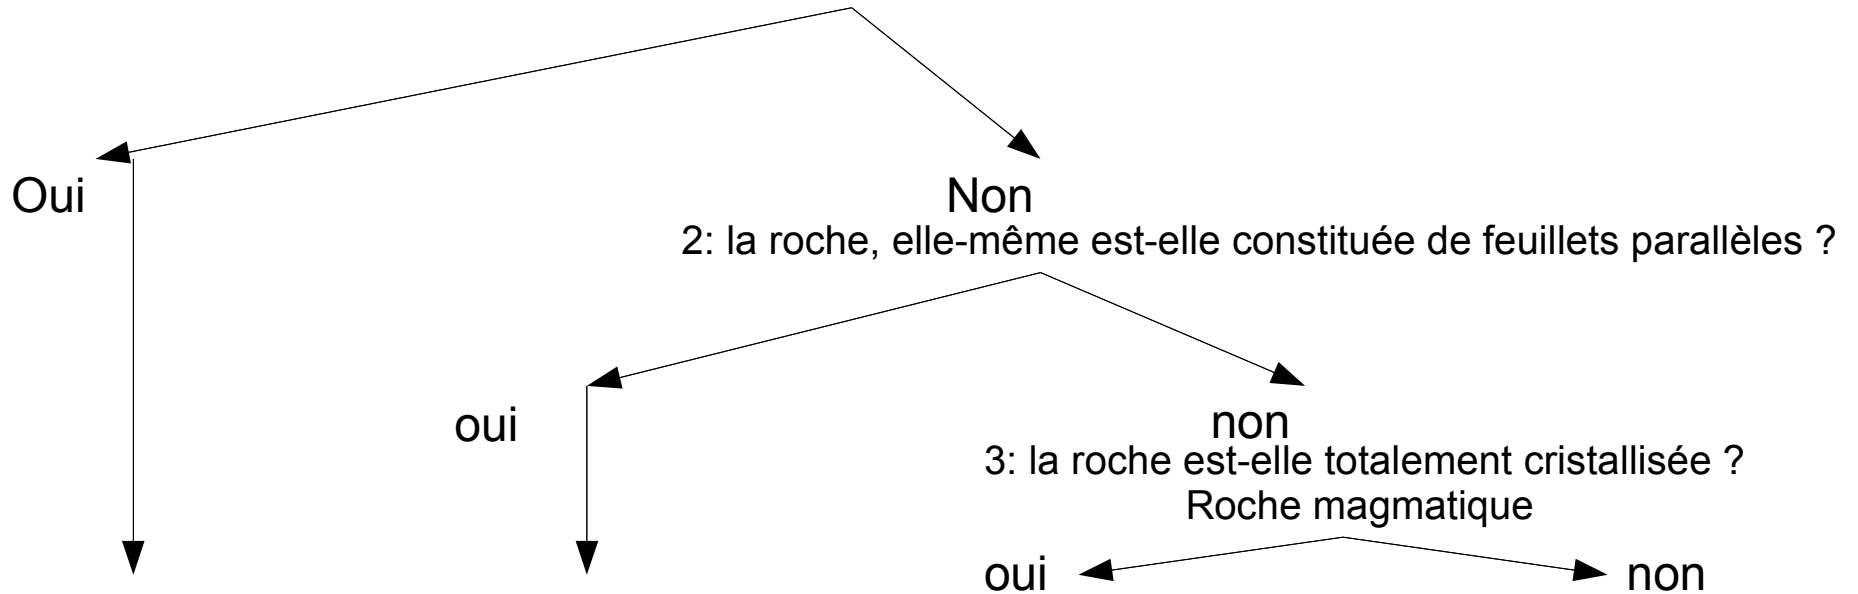 Oui
Non
2: la roche, elle-même est-elle constituée de feuillets parallèles ?
oui
non
3: la roche est-elle totalement cristallisée ?
Roche magmatique
oui
non